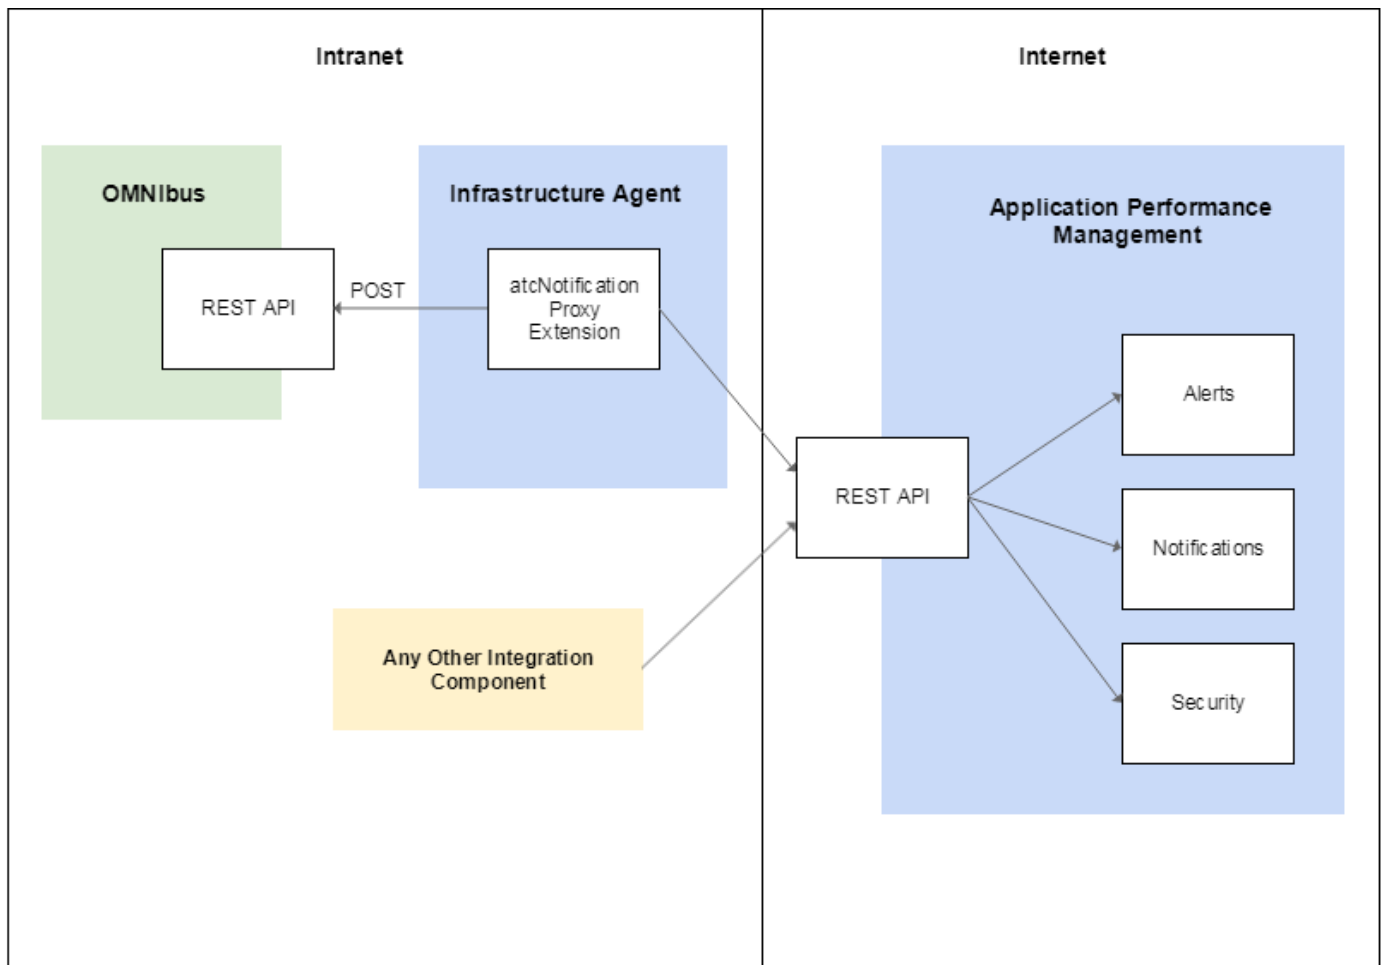 Intranet
Internet
OMNIbus
Infrastructure Agent
Application Performance
Management
REST API
POST
atcNotification
Proxy
Extension
Alerts
REST API
Notifications
Any Other Integration
Component
Security